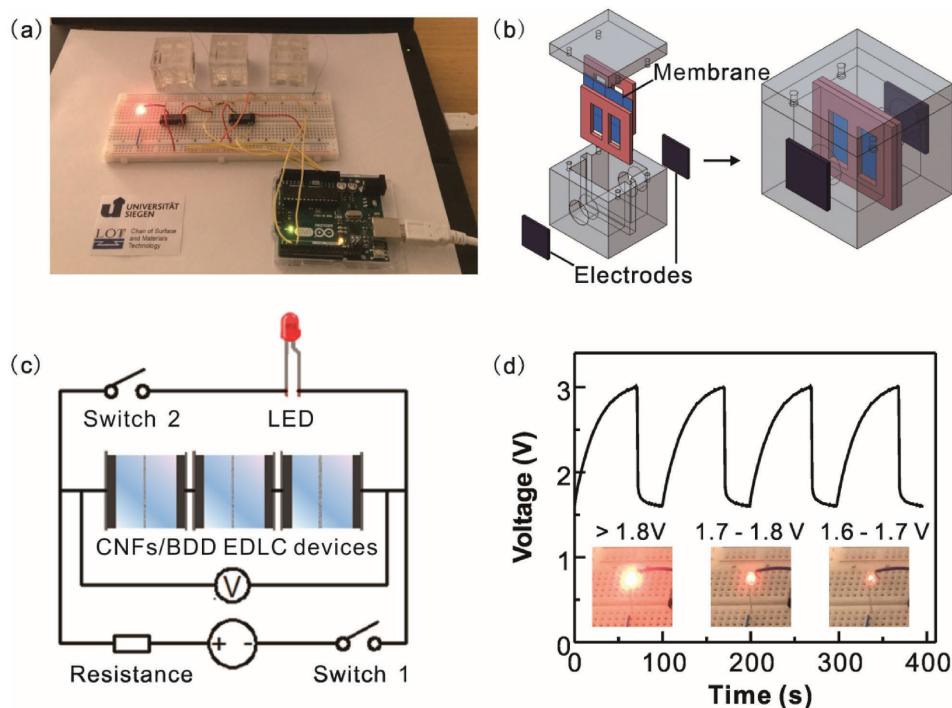 (a)
UNIVERSITÄT
SIEGEN
LOT
Chair of Surface
and Materials
Technology
(b)
Membrane
Electrodes
(c)
Switch 2
LED
CNFs/BDD EDLC devices
V
+ -
Resistance
Switch 1
(d)
Voltage (V)
3
2
1
0
> 1.8V
1.7 - 1.8 V
1.6 - 1.7 V
0 100 200 300 400
Time (s)